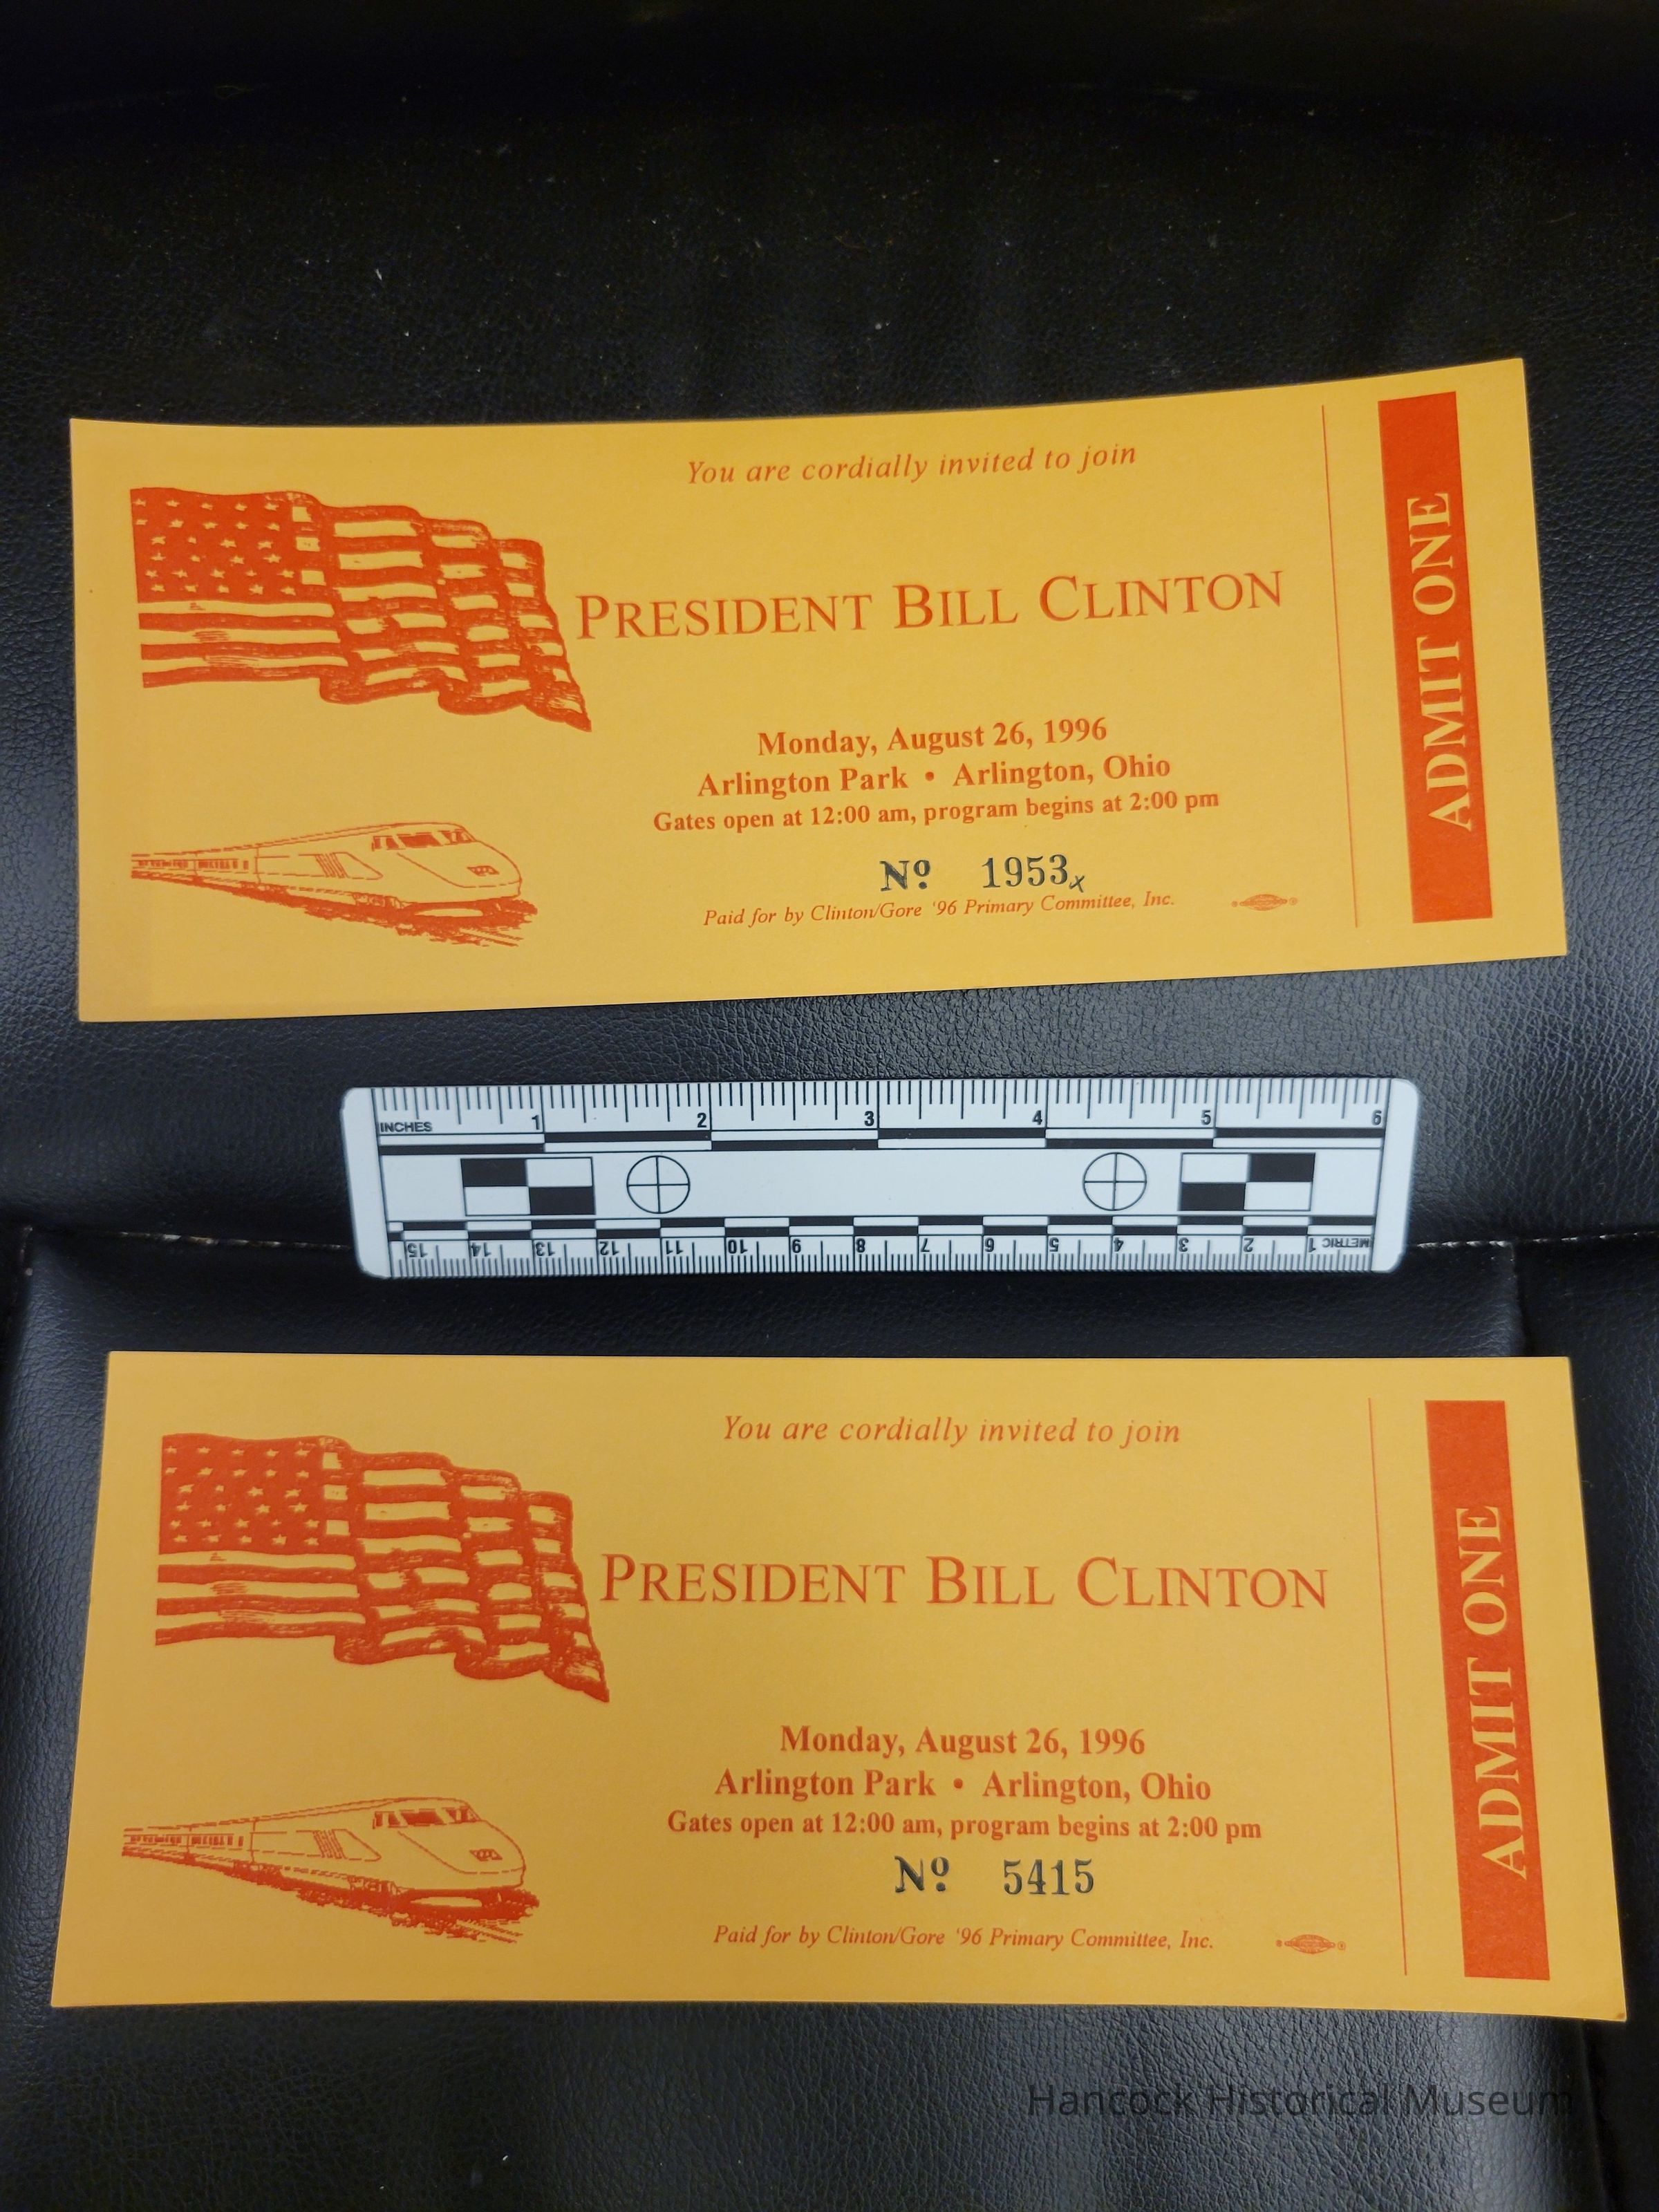 You are cordially invited to join
PRESIDENT BILL CLINTON
Monday, August 26, 1996
Arlington Park • Arlington, Ohio
Gates open at 12:00 am, program begins at 2:00 pm
Nº 1953x
Paid for by Clinton/Gore '96 Primary Committee, Inc.
ADMIT ONE
INCHES 1 2 3 4 5 6
15 14 13 12 11 10 9 8 7 6 5 4 3 2 1 METRIC
You are cordially invited to join
PRESIDENT BILL CLINTON
Monday, August 26, 1996
Arlington Park • Arlington, Ohio
Gates open at 12:00 am, program begins at 2:00 pm
Nº 5415
Paid for by Clinton/Gore '96 Primary Committee, Inc.
ADMIT ONE
Hancock Historical Museum